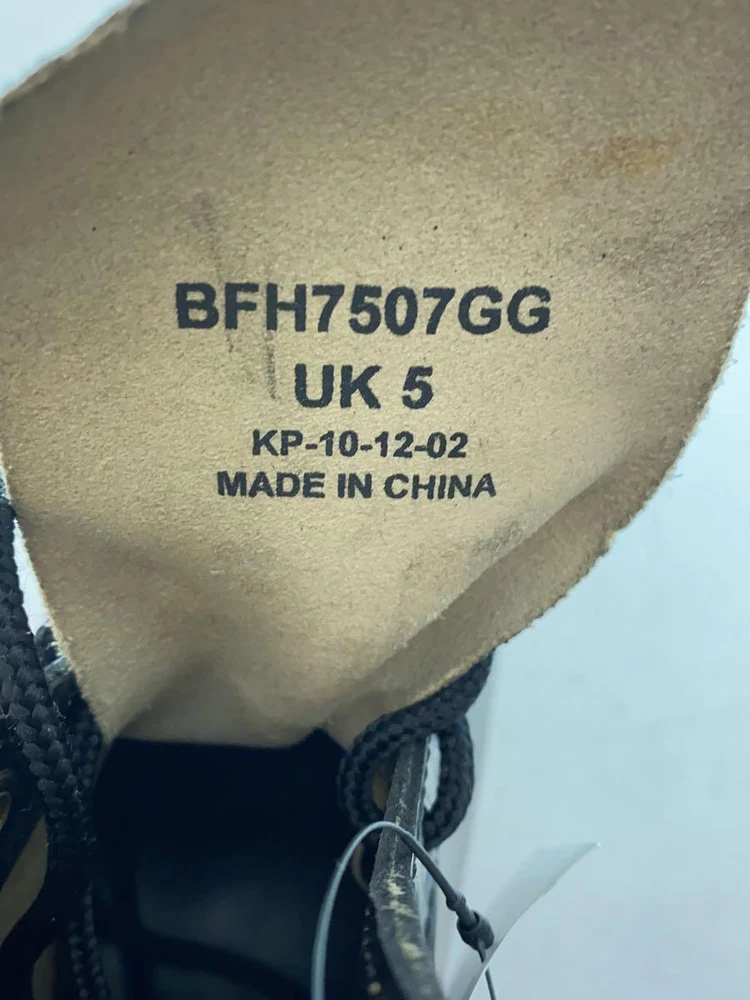 BFH7507GG
UK 5
KP-10-12-02
MADE IN CHINA